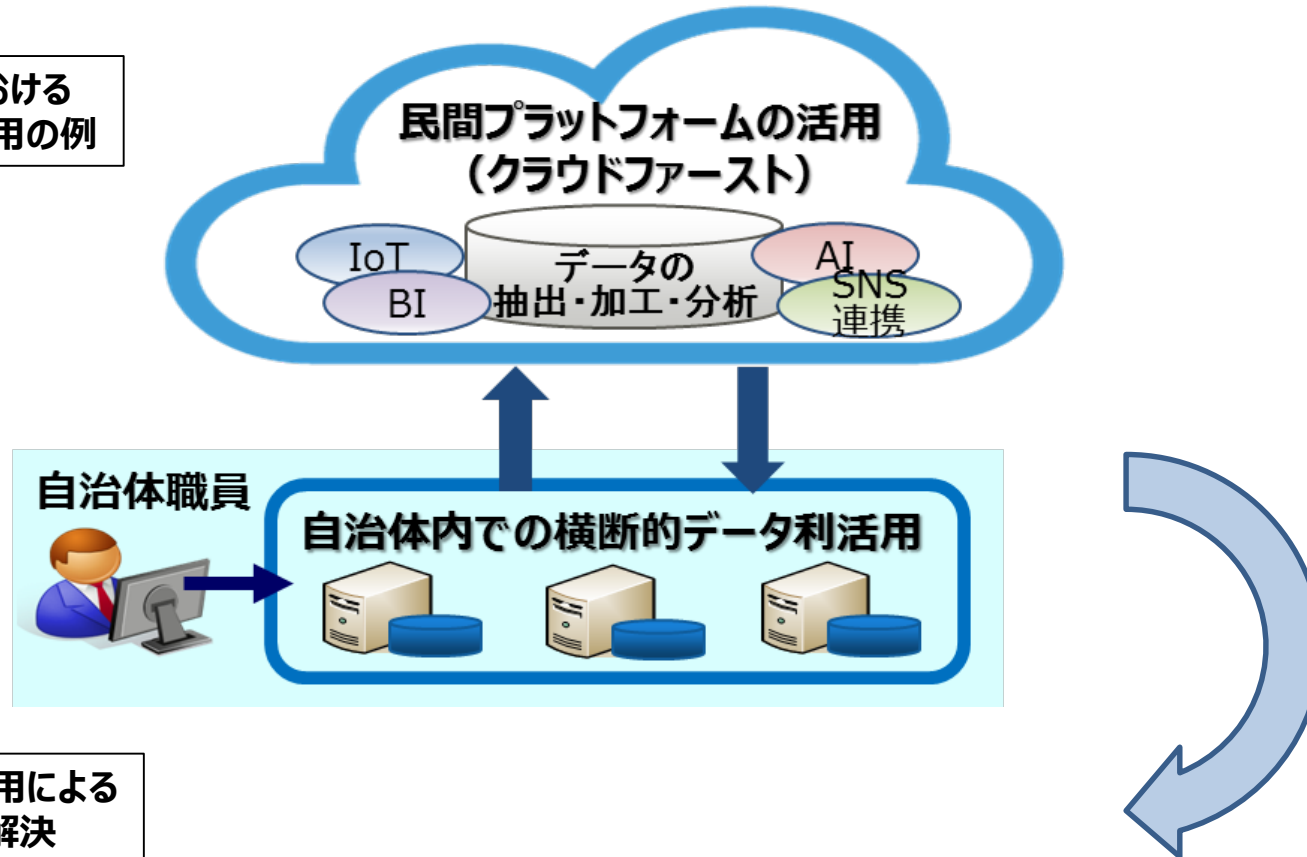 おける
用の例
民間プラットフォームの活用
（クラウドファースト）
IoT
データの
AI
BI
抽出・加工・分析
SNS
連携
自治体職員
自治体内での横断的データ利活用
用による
解決